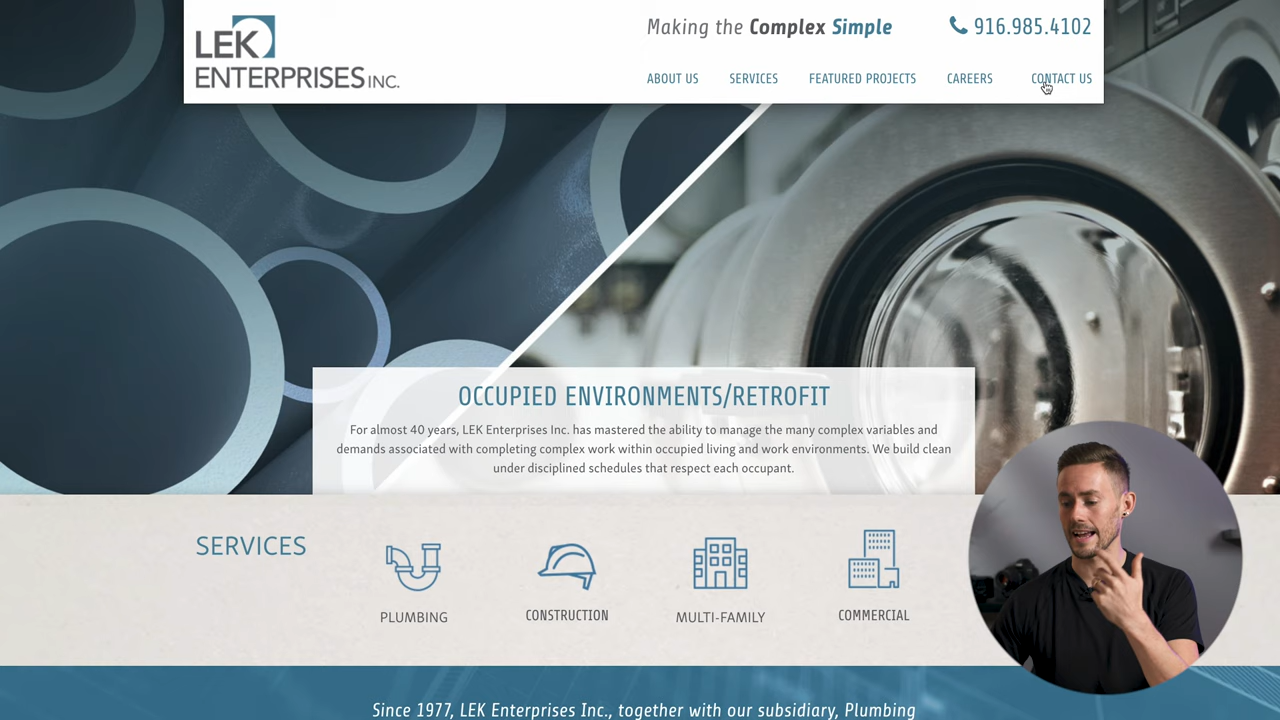 LEK
ENTERPRISES INC.
Making the Complex Simple
916.985.4102
ABOUT US
SERVICES
FEATURED PROJECTS
CAREERS
CONTACT US
OCCUPIED ENVIRONMENTS/RETROFIT
For almost 40 years, LEK Enterprises Inc. has mastered the ability to manage the many complex variables and
demands associated with completing complex work within occupied living and work environments. We build clean
under disciplined schedules that respect each occupant.
SERVICES
PLUMBING
CONSTRUCTION
MULTI-FAMILY
COMMERCIAL
Since 1977, LEK Enterprises Inc., together with our subsidiary, Plumbing